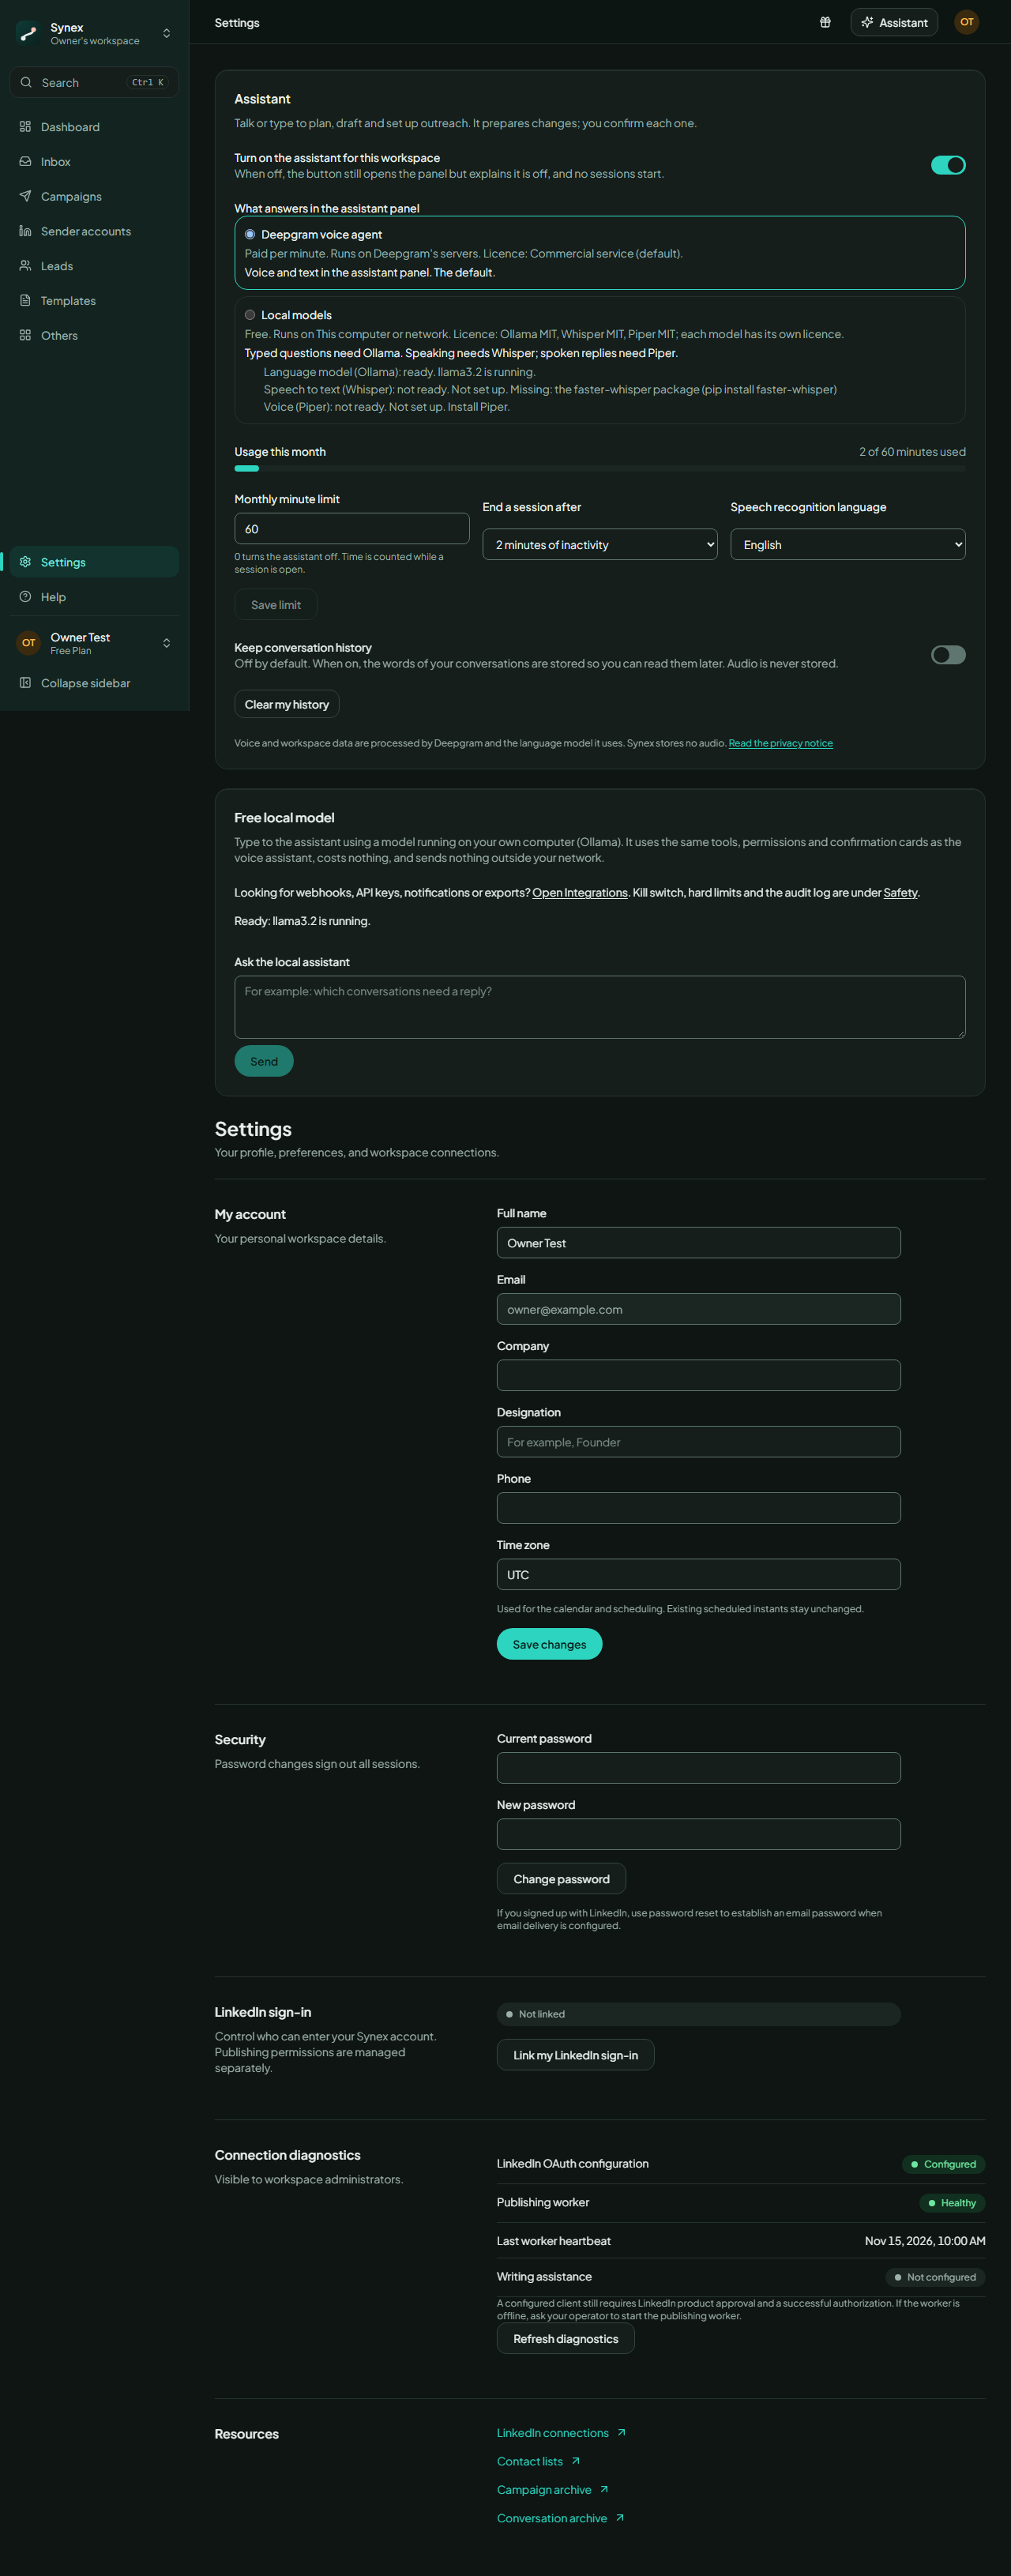 Synex
Owner's workspace
Search
Ctrl K
Dashboard
Inbox
Campaigns
Sender accounts
Leads
Templates
Others
Settings
Help
OT
Owner Test
Free Plan
Collapse sidebar
Settings
Assistant
OT
Assistant
Talk or type to plan, draft and set up outreach. It prepares changes; you confirm each one.
Turn on the assistant for this workspace
When off, the button still opens the panel but explains it is off, and no sessions start.
What answers in the assistant panel
Deepgram voice agent
Paid per minute. Runs on Deepgram's servers. Licence: Commercial service (default).
Voice and text in the assistant panel. The default.
Local models
Free. Runs on This computer or network. Licence: Ollama MIT, Whisper MIT, Piper MIT; each model has its own licence.
Typed questions need Ollama. Speaking needs Whisper; spoken replies need Piper.
Language model (Ollama): ready. llama3.2 is running.
Speech to text (Whisper): not ready. Not set up. Missing: the faster-whisper package (pip install faster-whisper)
Voice (Piper): not ready. Not set up. Install Piper.
Usage this month
2 of 60 minutes used
Monthly minute limit
60
0 turns the assistant off. Time is counted while a
session is open.
End a session after
2 minutes of inactivity
Speech recognition language
English
Save limit
Keep conversation history
Off by default. When on, the words of your conversations are stored so you can read them later. Audio is never stored.
Clear my history
Voice and workspace data are processed by Deepgram and the language model it uses. Synex stores no audio. Read the privacy notice
Free local model
Type to the assistant using a model running on your own computer (Ollama). It uses the same tools, permissions and confirmation cards as the
voice assistant, costs nothing, and sends nothing outside your network.
Looking for webhooks, API keys, notifications or exports? Open Integrations. Kill switch, hard limits and the audit log are under Safety.
Ready: llama3.2 is running.
Ask the local assistant
For example: which conversations need a reply?
Send
Settings
Your profile, preferences, and workspace connections.
My account
Your personal workspace details.
Full name
Owner Test
Email
owner@example.com
Company
Designation
For example, Founder
Phone
Time zone
UTC
Used for the calendar and scheduling. Existing scheduled instants stay unchanged.
Save changes
Security
Password changes sign out all sessions.
Current password
New password
Change password
If you signed up with LinkedIn, use password reset to establish an email password when
email delivery is configured.
LinkedIn sign-in
Control who can enter your Synex account.
Publishing permissions are managed
separately.
Not linked
Link my LinkedIn sign-in
Connection diagnostics
Visible to workspace administrators.
LinkedIn OAuth configuration
Configured
Publishing worker
Healthy
Last worker heartbeat
Nov 15, 2026, 10:00 AM
Writing assistance
Not configured
A configured client still requires LinkedIn product approval and a successful authorization. If the worker is
offline, ask your operator to start the publishing worker.
Refresh diagnostics
Resources
LinkedIn connections
Contact lists
Campaign archive
Conversation archive